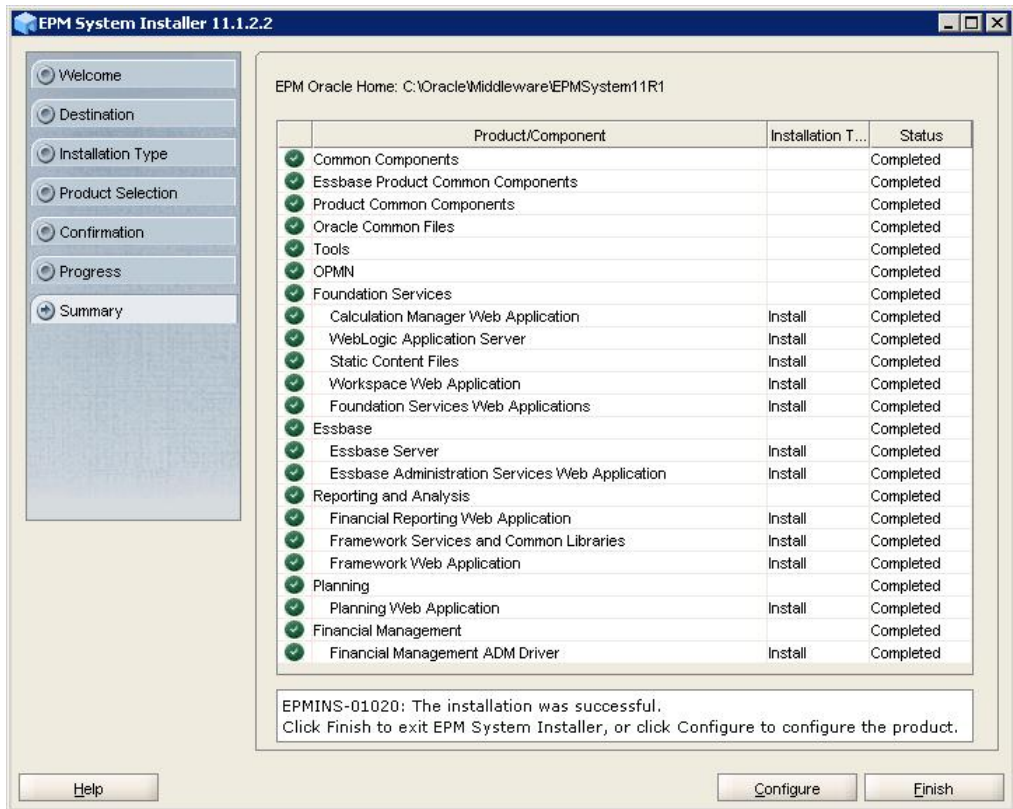 EPM System Installer 11.1.2.2
Welcome
Destination
Installation Type
Product Selection
Confirmation
Progress
Summary
EPM Oracle Home: C:\Oracle\Middleware\EPMSystem11R1
Product/Component Installation T... Status
Common Components Completed
Essbase Product Common Components Completed
Product Common Components Completed
Oracle Common Files Completed
Tools Completed
OPMN Completed
Foundation Services Completed
Calculation Manager Web Application Install Completed
WebLogic Application Server Install Completed
Static Content Files Install Completed
Workspace Web Application Install Completed
Foundation Services Web Applications Install Completed
Essbase Completed
Essbase Server Install Completed
Essbase Administration Services Web Application Install Completed
Reporting and Analysis Completed
Financial Reporting Web Application Install Completed
Framework Services and Common Libraries Install Completed
Framework Web Application Install Completed
Planning Completed
Planning Web Application Install Completed
Financial Management Completed
Financial Management ADM Driver Install Completed
EPMINS-01020: The installation was successful.
Click Finish to exit EPM System Installer, or click Configure to configure the product.
Help Configure Finish